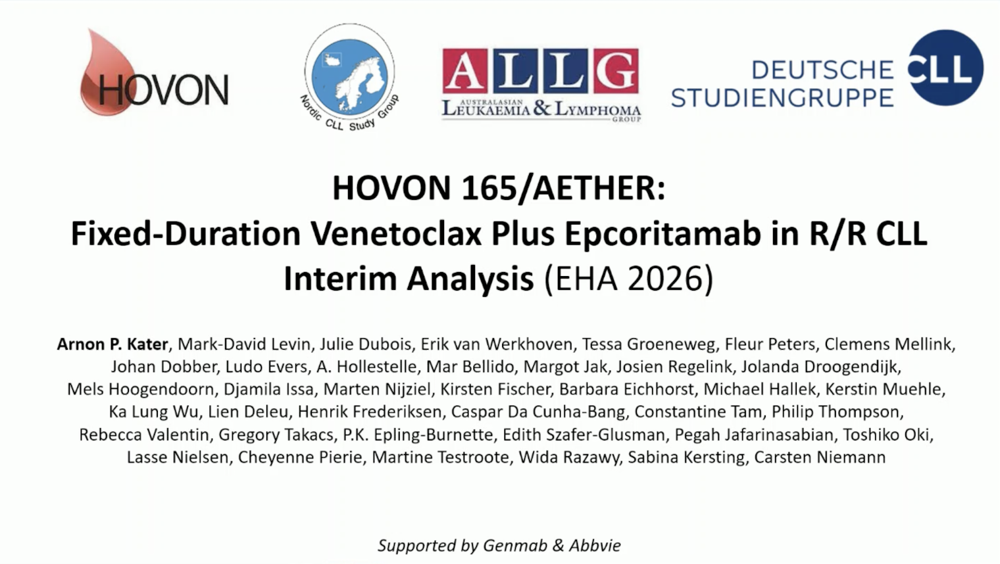 HOVON
Nordic CLL Study Group
ALLG
AUSTRALASIAN
LEUKAEMIA & LYMPHOMA
GROUP
DEUTSCHE
STUDIENGRUPPE
CLL
HOVON 165/AETHER:
Fixed-Duration Venetoclax Plus Epcoritamab in R/R CLL
Interim Analysis (EHA 2026)
Arnon P. Kater, Mark-David Levin, Julie Dubois, Erik van Werkhoven, Tessa Groeneweg, Fleur Peters, Clemens Mellink,
Johan Dobber, Ludo Evers, A. Hollestelle, Mar Bellido, Margot Jak, Josien Regelink, Jolanda Droogendijk,
Mels Hoogendoorn, Djamila Issa, Marten Nijziel, Kirsten Fischer, Barbara Eichhorst, Michael Hallek, Kerstin Muehle,
Ka Lung Wu, Lien Deleu, Henrik Frederiksen, Caspar Da Cunha-Bang, Constantine Tam, Philip Thompson,
Rebecca Valentin, Gregory Takacs, P.K. Epling-Burnette, Edith Szafer-Glusman, Pegah Jafarinasabian, Toshiko Oki,
Lasse Nielsen, Cheyenne Pierie, Martine Testroote, Wida Razawy, Sabina Kersting, Carsten Niemann
Supported by Genmab & Abbvie